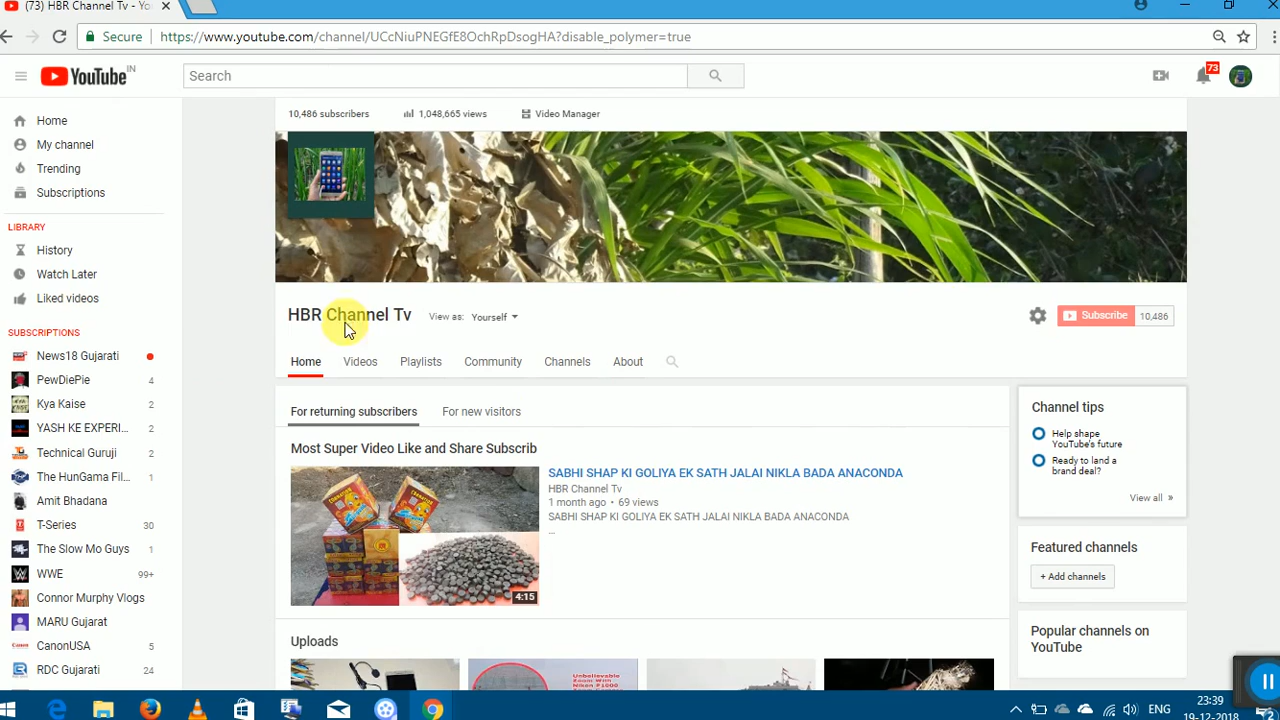 (73) HBR Channel Tv - Yo
Secure https://www.youtube.com/channel/UCcNiuPNEGfE8OchRpDsogHA?disable_polymer=true
YouTube IN
Search
73
Home
My channel
Trending
Subscriptions
LIBRARY
History
Watch Later
Liked videos
SUBSCRIPTIONS
News18 Gujarati
PewDiePie 4
Kya Kaise 2
YASH KE EXPERI... 2
Technical Guruji 2
The HunGama Fil... 1
Amit Bhadana
T-Series 30
The Slow Mo Guys 1
WWE 99+
Connor Murphy Vlogs
MARU Gujarat
CanonUSA 5
RDC Gujarati 24
10,486 subscribers 1,048,665 views Video Manager
HBR Channel Tv View as: Yourself
Subscribe 10,486
Home Videos Playlists Community Channels About
For returning subscribers For new visitors
Most Super Video Like and Share Subscrib
SABHI SHAP KI GOLIYA EK SATH JALAI NIKLA BADA ANACONDA
HBR Channel Tv
1 month ago • 69 views
SABHI SHAP KI GOLIYA EK SATH JALAI NIKLA BADA ANACONDA
...
4:15
Uploads
Unbelievable
Zoom With
Nikon P1000
Channel tips
Help shape
YouTube's future
Ready to land a
brand deal?
View all »
Featured channels
+ Add channels
Popular channels on
YouTube
ENG
23:39
19-12-2018